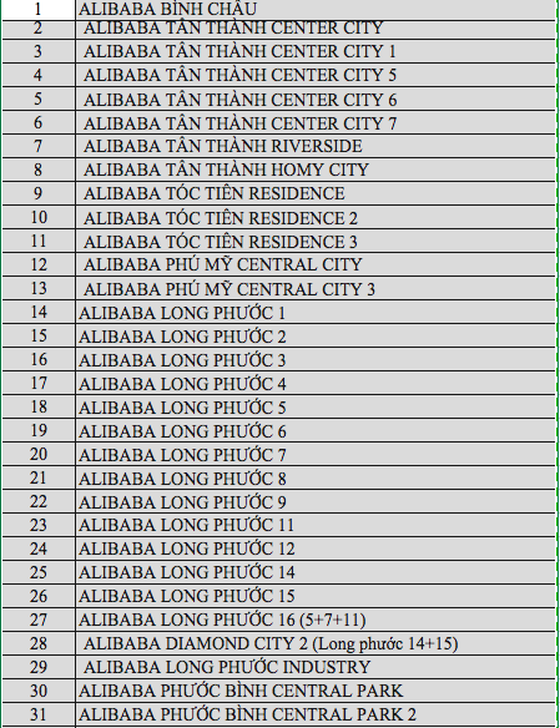 1 ALIBABA BÌNH CHÂU
2 ALIBABA TÂN THÀNH CENTER CITY
3 ALIBABA TÂN THÀNH CENTER CITY 1
4 ALIBABA TÂN THÀNH CENTER CITY 5
5 ALIBABA TÂN THÀNH CENTER CITY 6
6 ALIBABA TÂN THÀNH CENTER CITY 7
7 ALIBABA TÂN THÀNH RIVERSIDE
8 ALIBABA TÂN THÀNH HOMY CITY
9 ALIBABA TÓC TIÊN RESIDENCE
10 ALIBABA TÓC TIÊN RESIDENCE 2
11 ALIBABA TÓC TIÊN RESIDENCE 3
12 ALIBABA PHÚ MỸ CENTRAL CITY
13 ALIBABA PHÚ MỸ CENTRAL CITY 3
14 ALIBABA LONG PHƯỚC 1
15 ALIBABA LONG PHƯỚC 2
16 ALIBABA LONG PHƯỚC 3
17 ALIBABA LONG PHƯỚC 4
18 ALIBABA LONG PHƯỚC 5
19 ALIBABA LONG PHƯỚC 6
20 ALIBABA LONG PHƯỚC 7
21 ALIBABA LONG PHƯỚC 8
22 ALIBABA LONG PHƯỚC 9
23 ALIBABA LONG PHƯỚC 11
24 ALIBABA LONG PHƯỚC 12
25 ALIBABA LONG PHƯỚC 14
26 ALIBABA LONG PHƯỚC 15
27 ALIBABA LONG PHƯỚC 16 (5+7+11)
28 ALIBABA DIAMOND CITY 2 (Long phước 14+15)
29 ALIBABA LONG PHƯỚC INDUSTRY
30 ALIBABA PHƯỚC BÌNH CENTRAL PARK
31 ALIBABA PHƯỚC BÌNH CENTRAL PARK 2